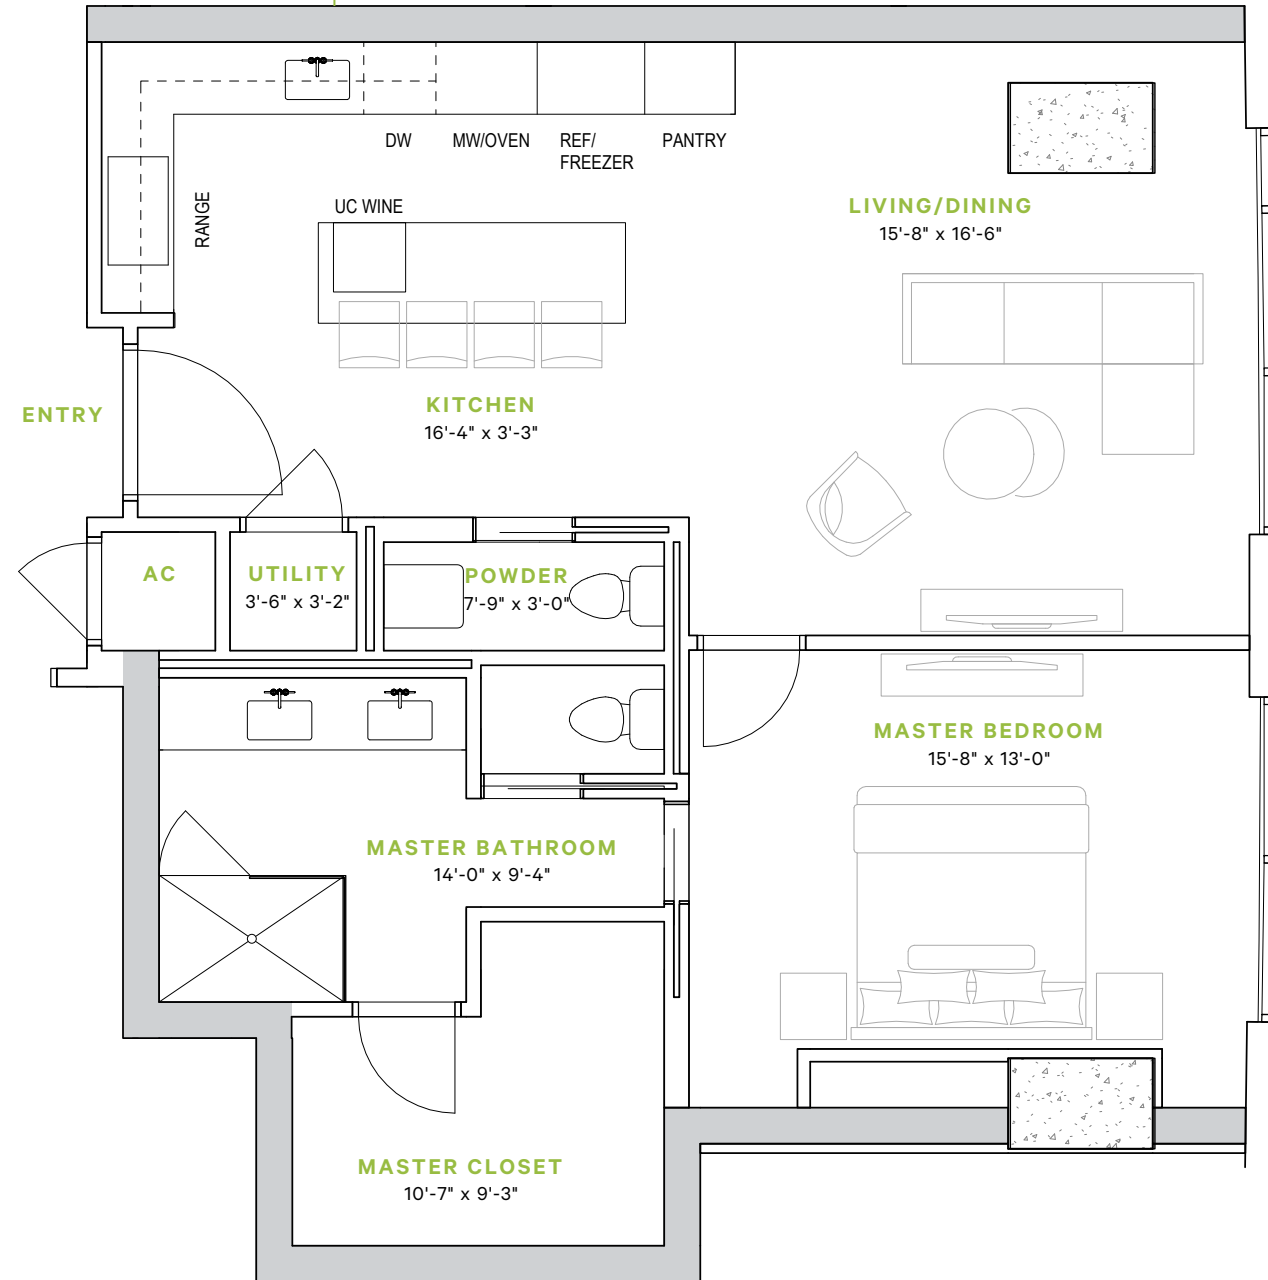 DW
MW/OVEN
REF/
FREEZER
PANTRY
RANGE
UC WINE
LIVING/DINING
15'-8" x 16'-6"
ENTRY
KITCHEN
16'-4" x 3'-3"
AC
UTILITY
3'-6" x 3'-2"
POWDER
7'-9" x 3'-0"
MASTER BEDROOM
15'-8" x 13'-0"
MASTER BATHROOM
14'-0" x 9'-4"
MASTER CLOSET
10'-7" x 9'-3"